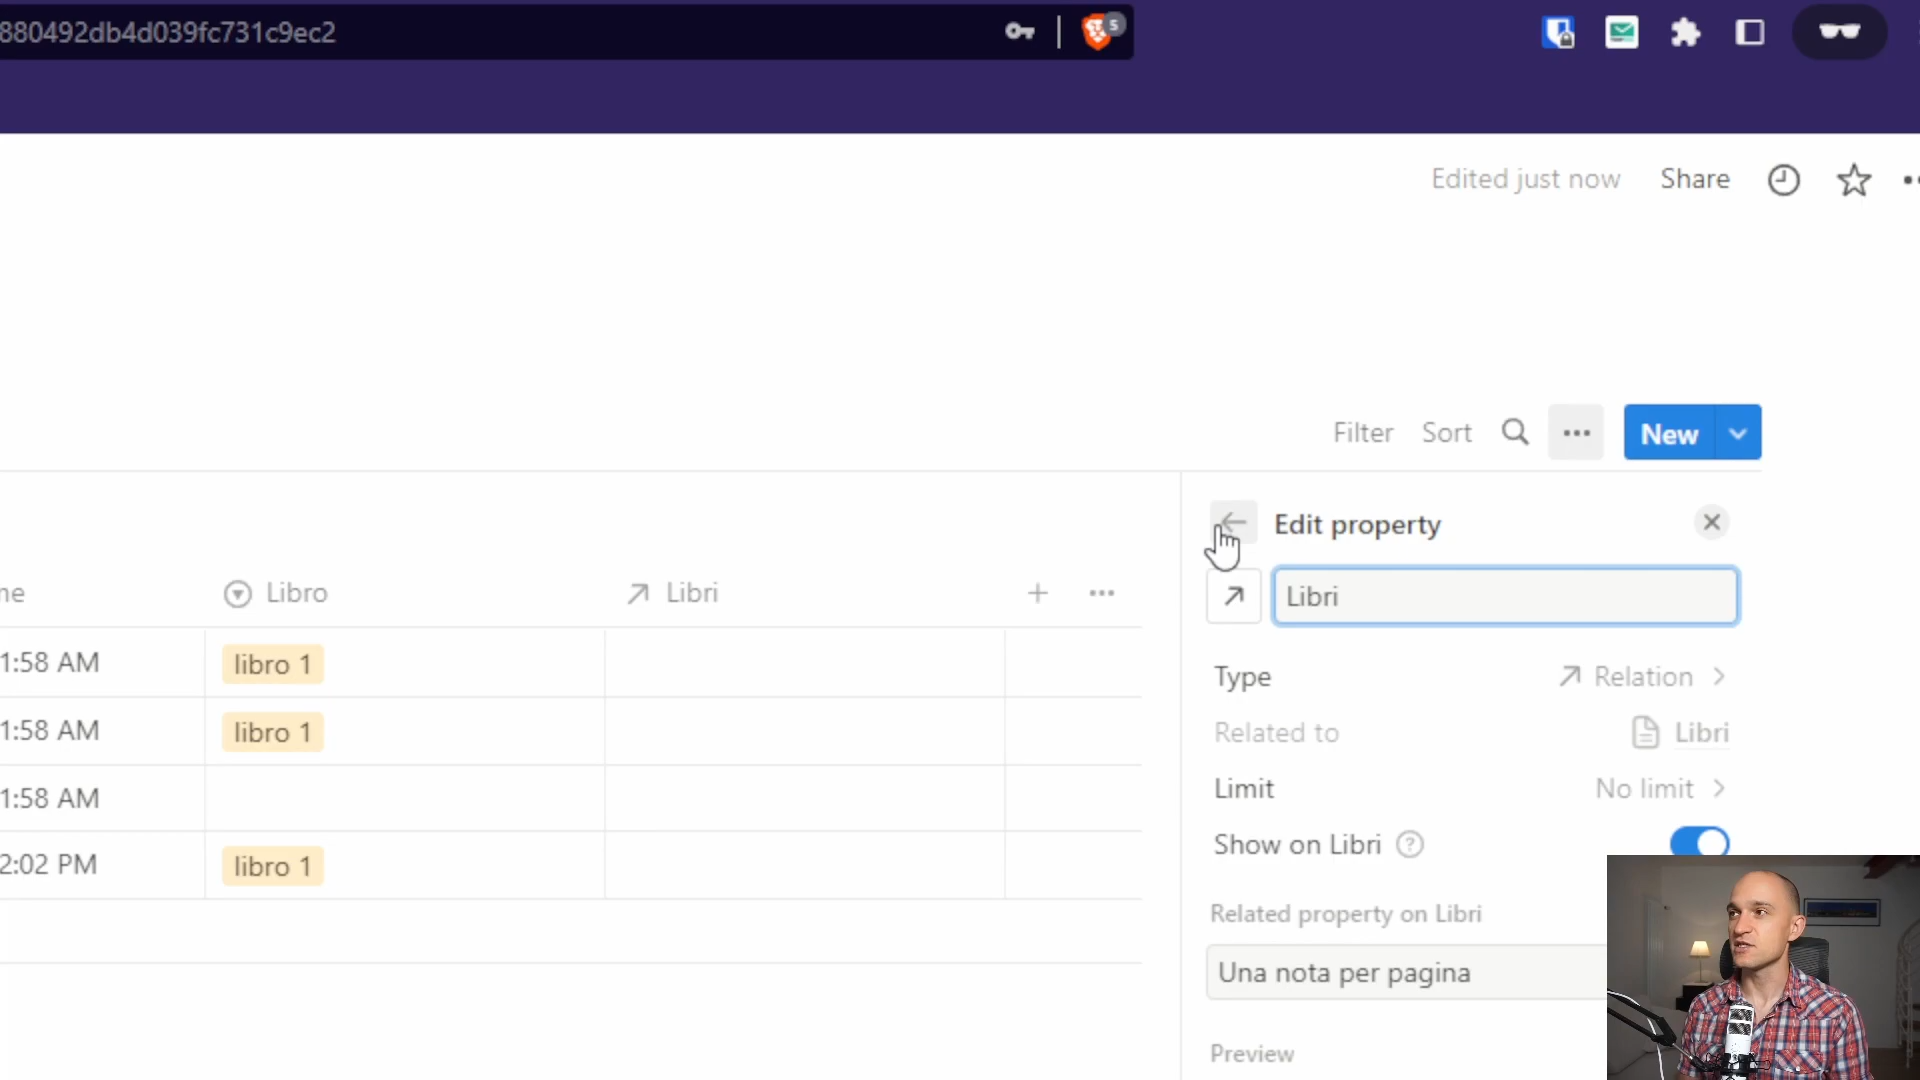 880492db4d039fc731c9ec2
5
Edited just now Share
Filter Sort New
Edit property
me Libro Libri
Libri
1:58 AM libro 1
Type Relation
1:58 AM libro 1
Related to Libri
1:58 AM
Limit No limit
2:02 PM libro 1
Show on Libri
Related property on Libri
Una nota per pagina
Preview